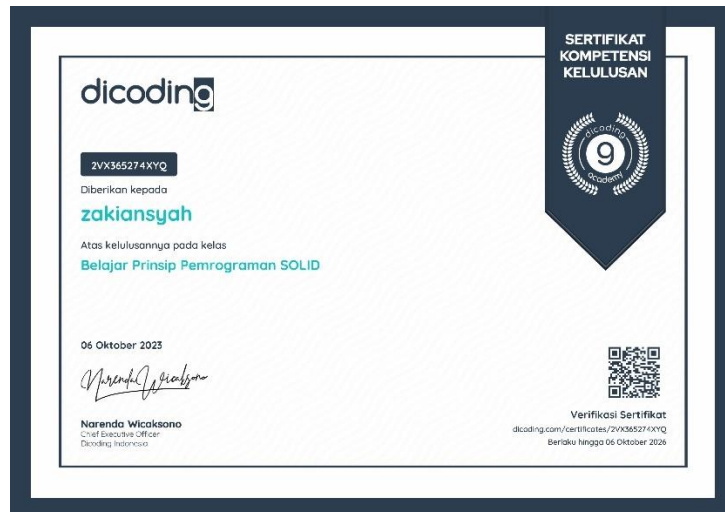 SERTIFIKAT
KOMPETENSI
KELULUSAN
dicoding
dicoding
9
academy
2VX365274XYQ
Diberikan kepada
zakiansyah
Atas kelulusannya pada kelas
Belajar Prinsip Pemrograman SOLID
06 Oktober 2023
Narenda Wicaksono
Narenda Wicaksono
Chief Executive Officer
Dicoding Indonesia
Verifikasi Sertifikat
dicoding.com/certificates/2VX365274XYQ
Berlaku hingga 06 Oktober 2026